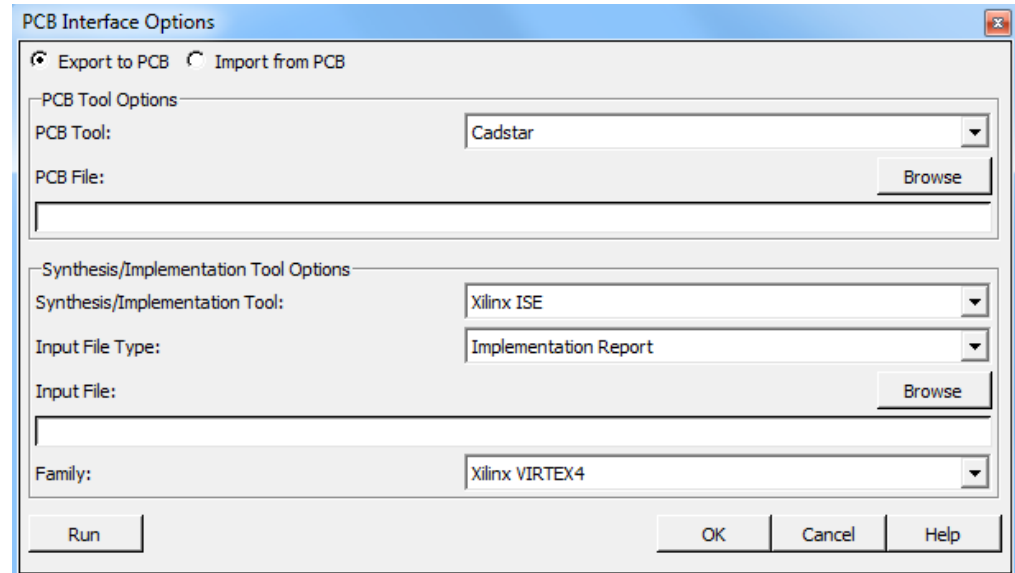 PCB Interface Options
Export to PCB Import from PCB
PCB Tool Options
PCB Tool: Cadstar
PCB File: Browse
Synthesis/Implementation Tool Options
Synthesis/Implementation Tool: Xilinx ISE
Input File Type: Implementation Report
Input File: Browse
Family: Xilinx VIRTEX4
Run OK Cancel Help